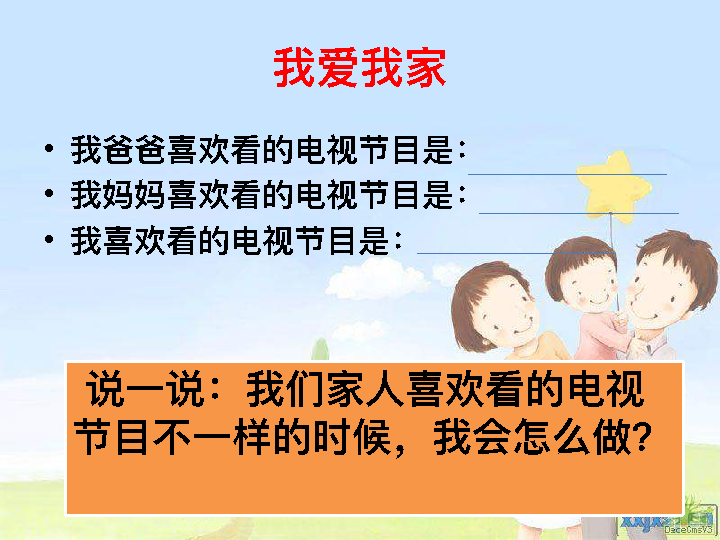 我爱我家
• 我爸爸喜欢看的电视节目是：
• 我妈妈喜欢看的电视节目是：
• 我喜欢看的电视节目是：
说一说：我们家人喜欢看的电视
节目不一样的时候，我会怎么做？
DedeCmsV3